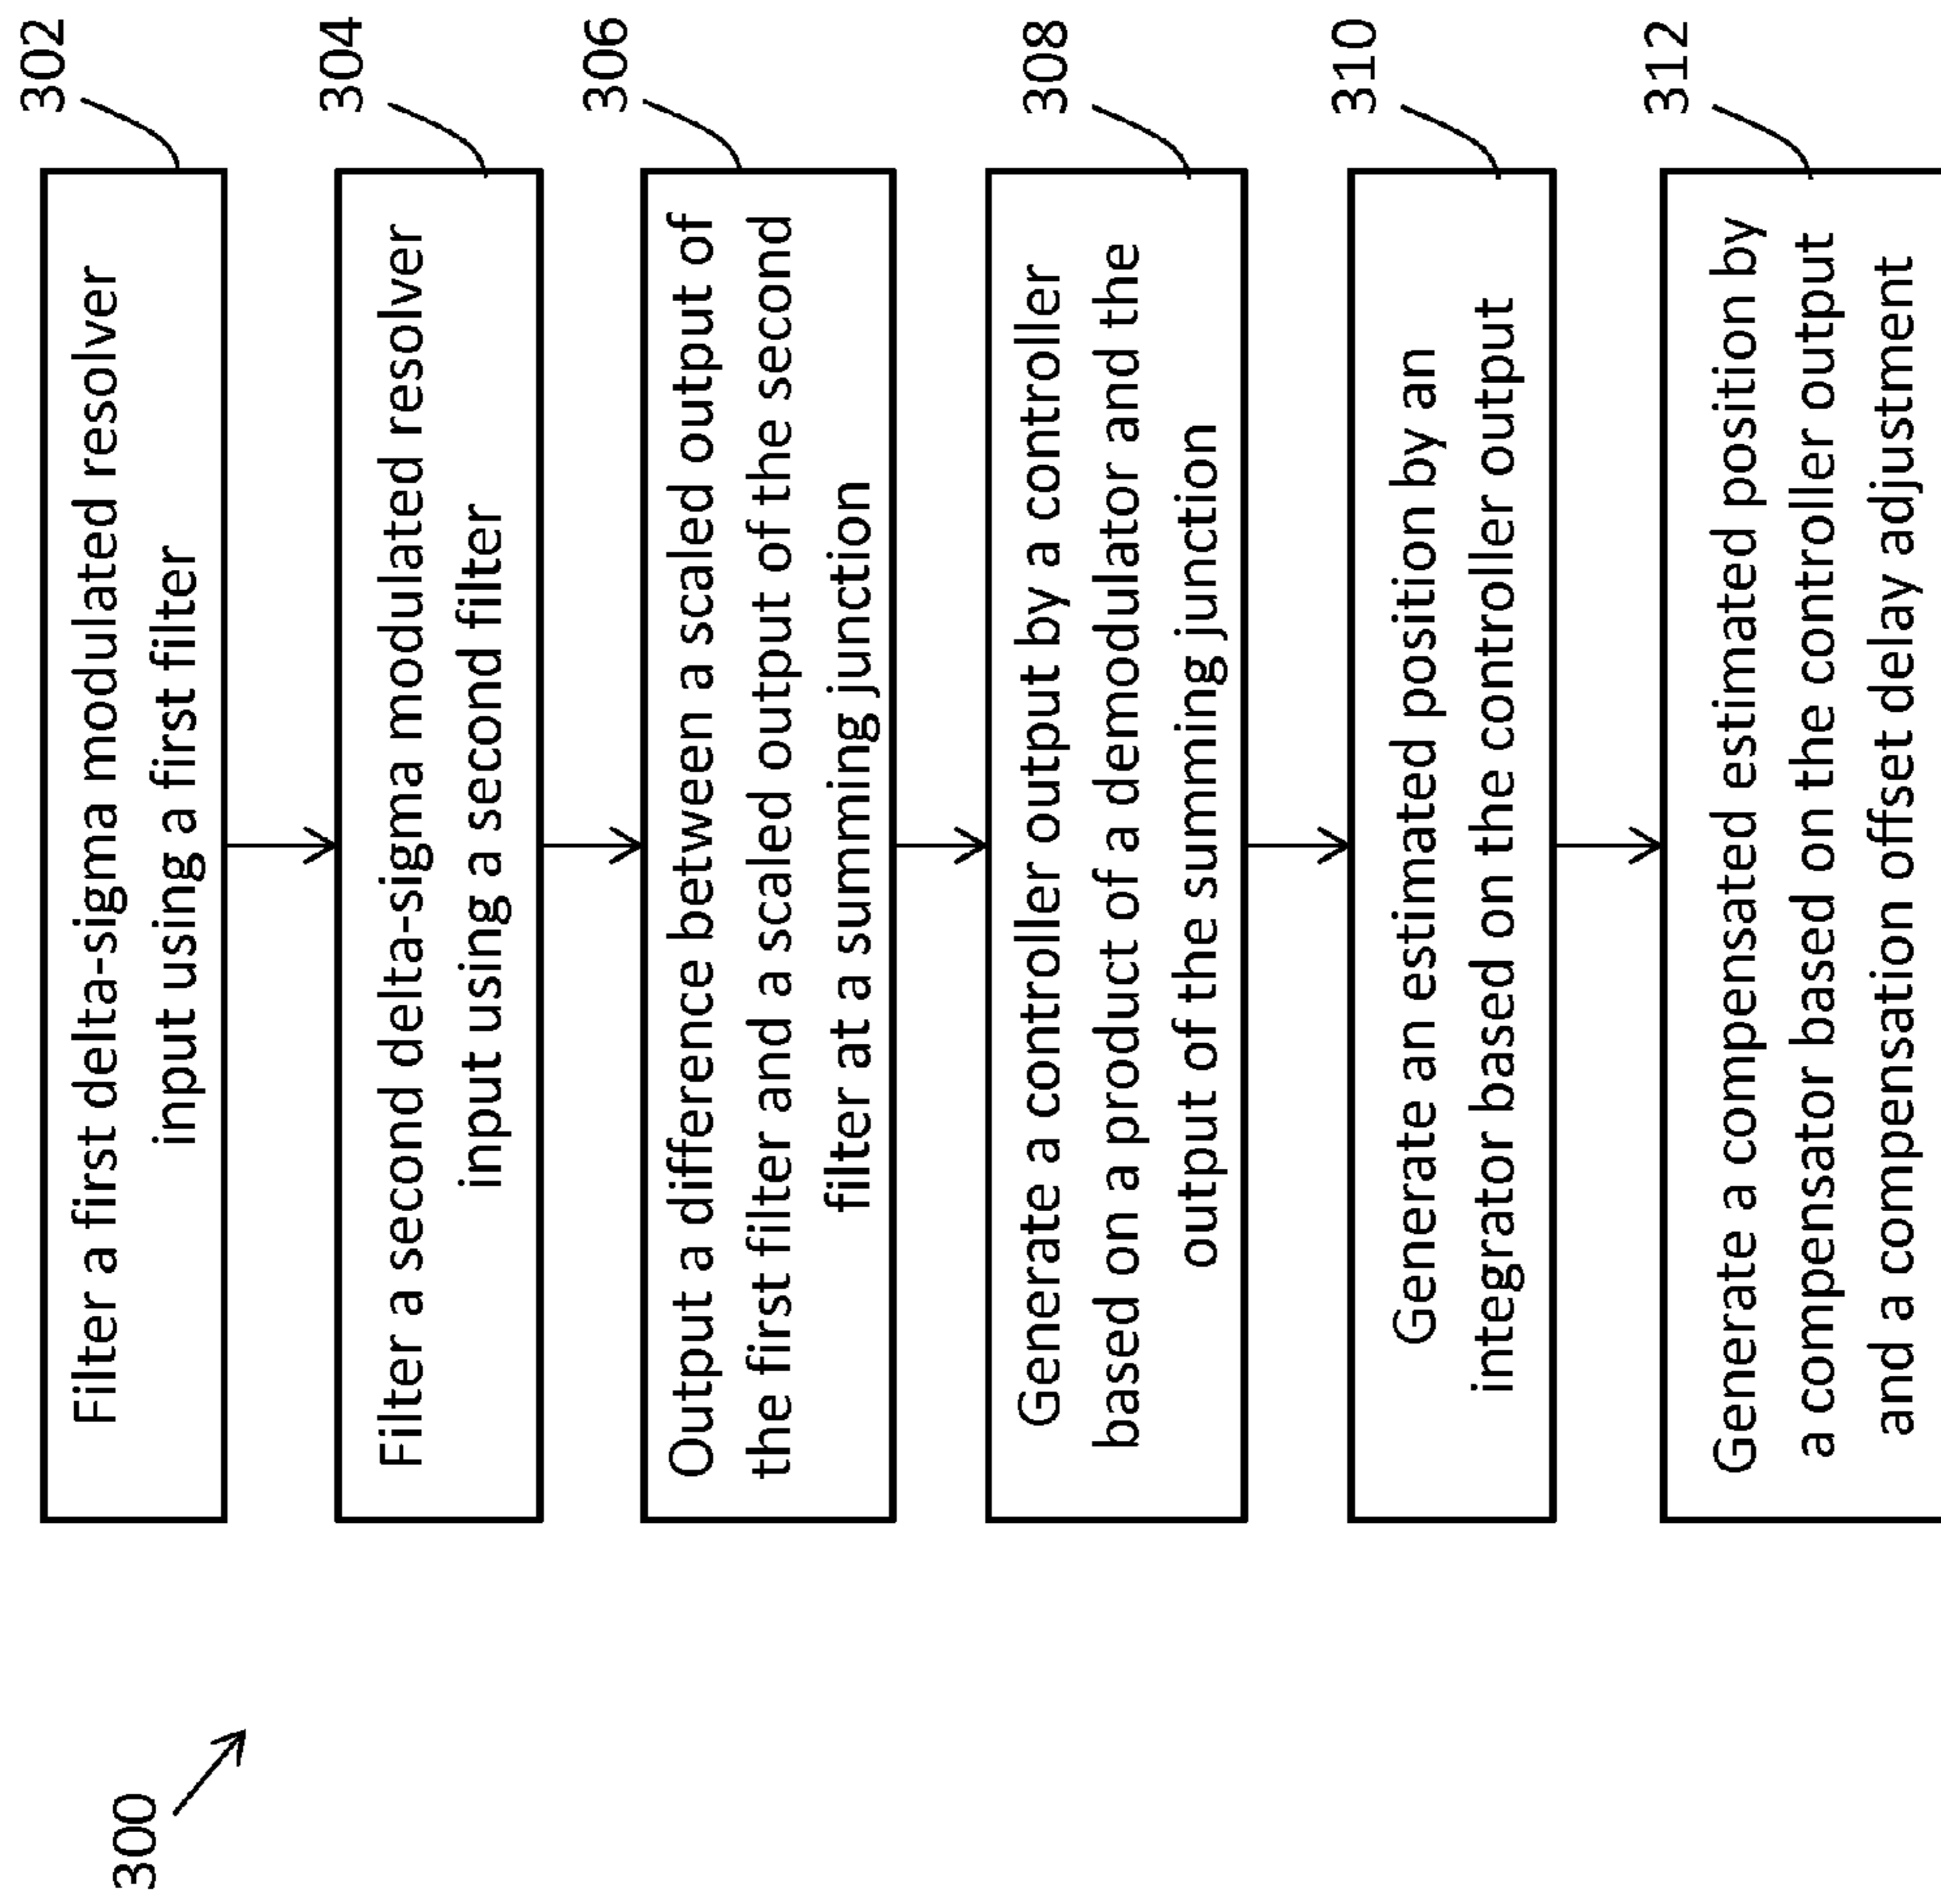 300
302
Filter a first delta-sigma modulated resolver
input using a first filter
304
Filter a second delta-sigma modulated resolver
input using a second filter
306
Output a difference between a scaled output of
the first filter and a scaled output of the second
filter at a summing junction
308
Generate a controller output by a controller
based on a product of a demodulator and the
output of the summing junction
310
Generate an estimated position by an
integrator based on the controller output
312
Generate a compensated estimated position by
a compensator based on the controller output
and a compensation offset delay adjustment